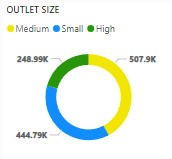 OUTLET SIZE
Medium Small High
248.99K 507.9K
444.79K